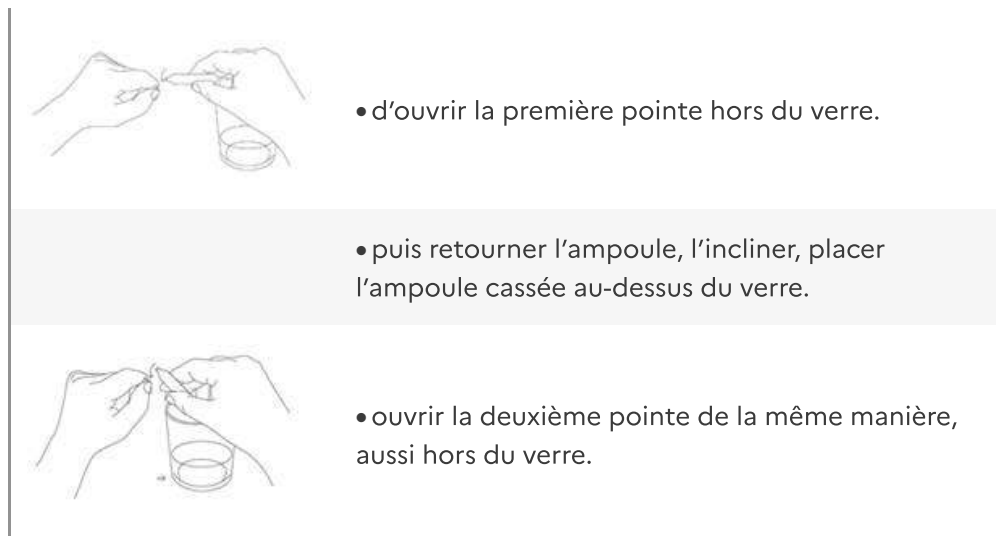 • d’ouvrir la première pointe hors du verre.
• puis retourner l’ampoule, l’incliner, placer
l’ampoule cassée au-dessus du verre.
• ouvrir la deuxième pointe de la même manière,
aussi hors du verre.